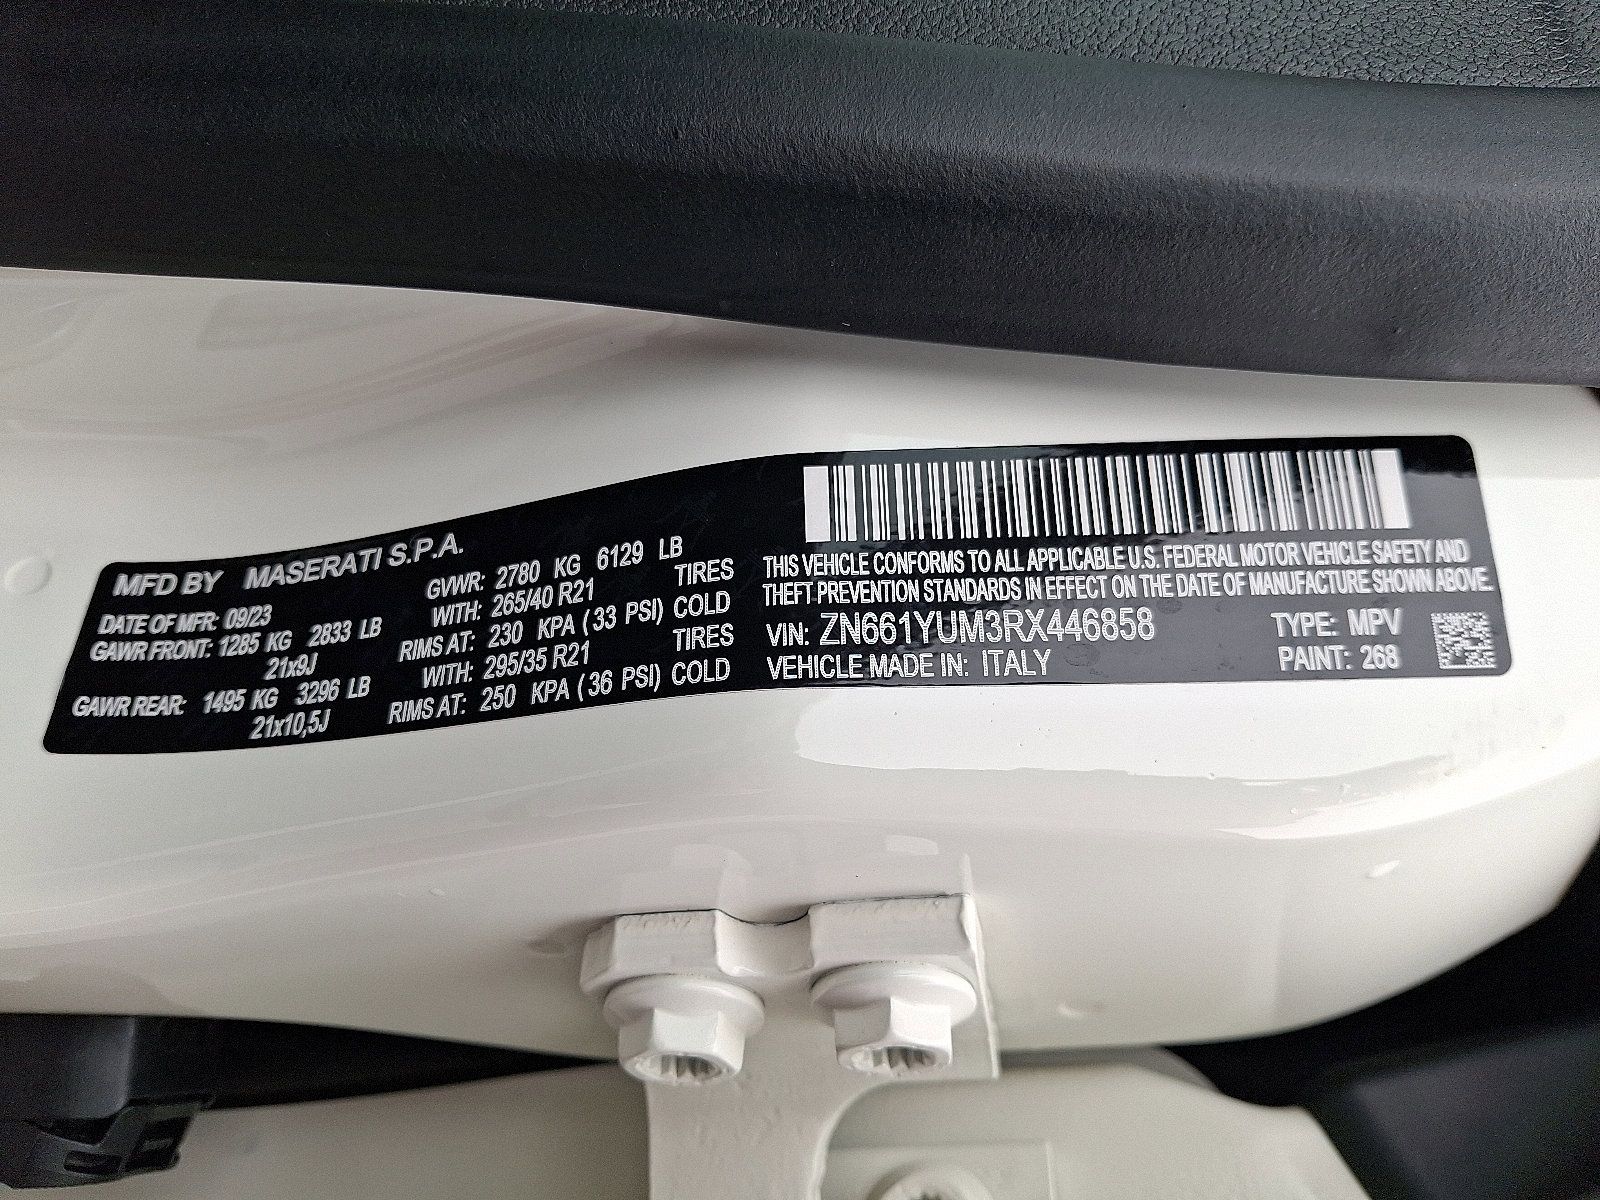 MFD BY MASERATI S.P.A.
DATE OF MFR: 09/23 GVWR: 2780 KG 6129 LB
GAWR FRONT: 1285 KG 2833 LB WITH: 265/40 R21 TIRES
21x9J RIMS AT: 230 KPA (33 PSI) COLD
GAWR REAR: 1495 KG 3296 LB WITH: 295/35 R21 TIRES
21x10,5J RIMS AT: 250 KPA (36 PSI) COLD
THIS VEHICLE CONFORMS TO ALL APPLICABLE U.S. FEDERAL MOTOR VEHICLE SAFETY AND
THEFT PREVENTION STANDARDS IN EFFECT ON THE DATE OF MANUFACTURE SHOWN ABOVE.
VIN: ZN661YUM3RX446858 TYPE: MPV
VEHICLE MADE IN: ITALY PAINT: 268